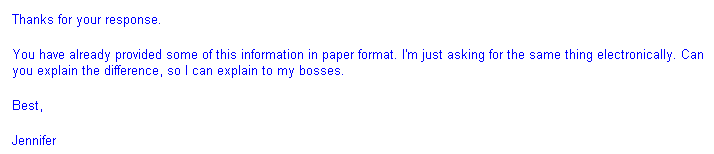 Thanks for your response.
You have already provided some of this information in paper format. I'm just asking for the same thing electronically. Can
you explain the difference, so I can explain to my bosses.
Best,
Jennifer